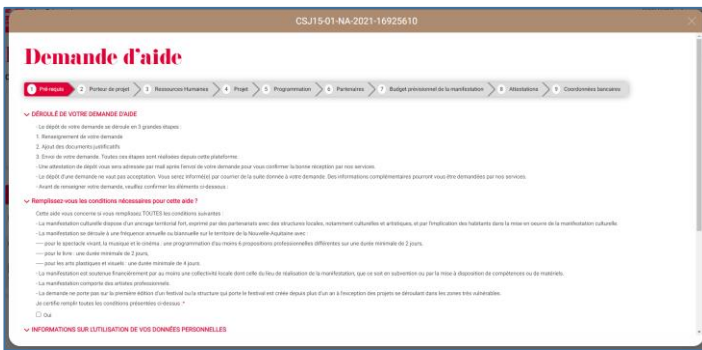 CSJ15-01-NA-2021-16925610
Demande d'aide
1 Pré-requis 2 Porteur de projet 3 Ressources Humaines 4 Projet 5 Programmation 6 Partenaires 7 Budget prévisionnel de la manifestation 8 Attestations 9 Coordonnées bancaires
DÉROULÉ DE VOTRE DEMANDE D'AIDE
- Le dépôt de votre demande se déroule en 3 grandes étapes :
1. Renseignement de votre demande
2. Ajout des documents justificatifs
3. Envoi de votre demande. Toutes ces étapes sont réalisées depuis cette plateforme.
- Une attestation de dépôt vous sera adressée par mail après l'envoi de votre demande pour vous confirmer la bonne réception par nos services.
- Le dépôt d'une demande ne vaut pas acceptation. Vous serez informé(e) par courrier de la suite donnée à votre demande. Des informations complémentaires pourront vous être demandées par nos services.
- Avant de renseigner votre demande, veuillez confirmer les éléments ci-dessous :
Remplissez-vous les conditions nécessaires pour cette aide ?
Cette aide vous concerne si vous remplissez TOUTES les conditions suivantes :
- La manifestation culturelle dispose d'un ancrage territorial fort, exprimé par des partenariats avec des structures locales, notamment culturelles et artistiques, et par l'implication des habitants dans la mise en oeuvre de la manifestation culturelle
- La manifestation se déroule à une fréquence annuelle ou biannuelle sur le territoire de la Nouvelle-Aquitaine avec :
---- pour le spectacle vivant, la musique et le cinéma : une programmation d'au moins 6 propositions professionnelles différentes sur une durée minimale de 2 jours,
---- pour le livre : une durée minimale de 2 jours,
---- pour les arts plastiques et visuels : une durée minimale de 4 jours.
- La manifestation est soutenue financièrement par au moins une collectivité locale dont celle du lieu de réalisation de la manifestation, que ce soit en subvention ou par la mise à disposition de compétences ou de matériels.
- La manifestation comporte des artistes professionnels
- La demande ne porte pas sur la première édition d'un festival ou la structure qui porte le festival est créée depuis plus d'un an à l'exception des projets se déroulant dans les zones très vulnérables.
Je certifie remplir toutes les conditions présentées ci-dessus. *
Oui
INFORMATIONS SUR L'UTILISATION DE VOS DONNÉES PERSONNELLES